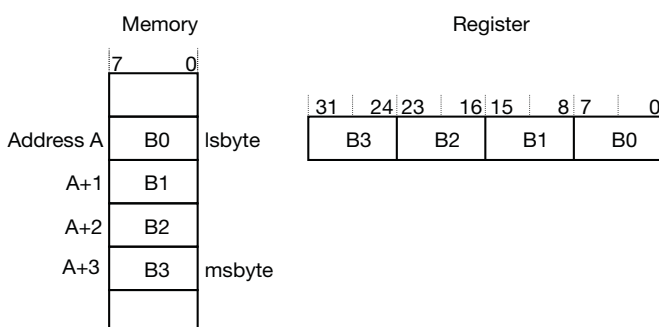 Memory
Register
7 0
31 24 23 16 15 8 7 0
Address A B0 lsbyte
B3 B2 B1 B0
A+1 B1
A+2 B2
A+3 B3 msbyte